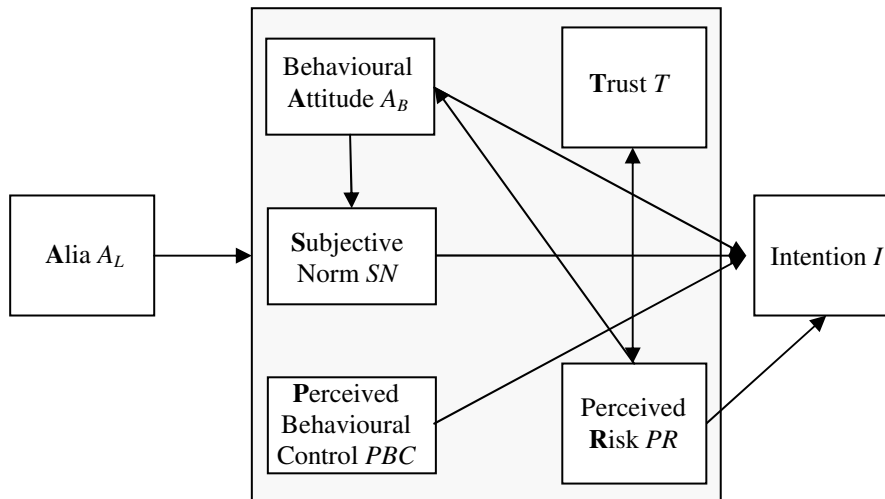 Behavioural
Attitude A_B
Trust T
Alia A_L
Subjective
Norm SN
Intention I
Perceived
Behavioural
Control PBC
Perceived
Risk PR